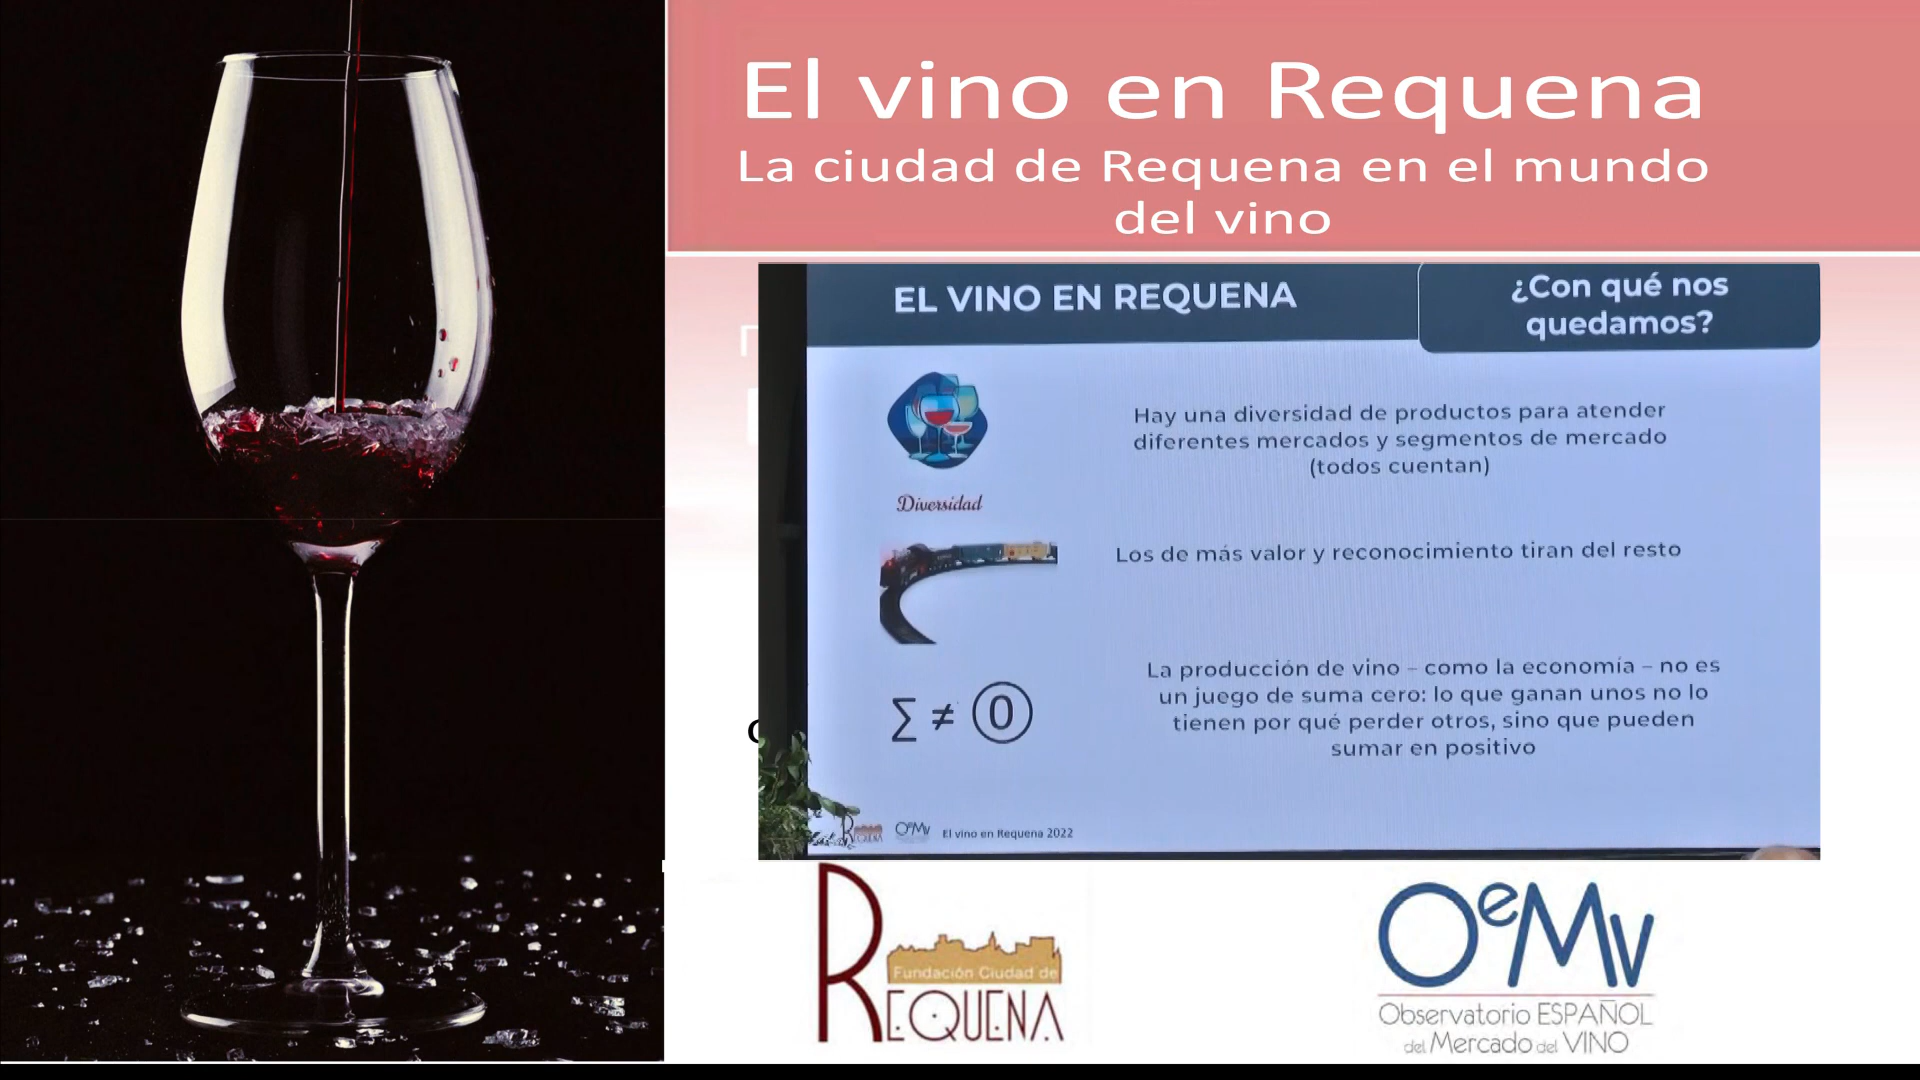 El vino en Requena
La ciudad de Requena en el mundo
del vino
EL VINO EN REQUENA
¿Con qué nos
quedamos?
Hay una diversidad de productos para atender
diferentes mercados y segmentos de mercado
(todos cuentan)
Diversidad
Los de más valor y reconocimiento tiran del resto
La producción de vino – como la economía – no es
un juego de suma cero: lo que ganan unos no lo
tienen por qué perder otros, sino que pueden
sumar en positivo
∑ ≠ 0
REQUENA
OeMv
El vino en Requena 2022
Fundación Ciudad de
REQUENA
OeMv
Observatorio ESPAÑOL
del Mercado del VINO